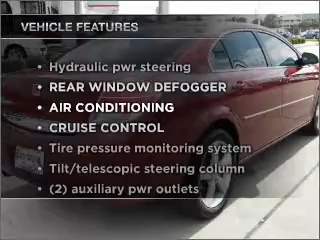 VEHICLE FEATURES
• Hydraulic pwr steering
• REAR WINDOW DEFOGGER
• AIR CONDITIONING
• CRUISE CONTROL
• Tire pressure monitoring system
• Tilt/telescopic steering column
• (2) auxiliary pwr outlets